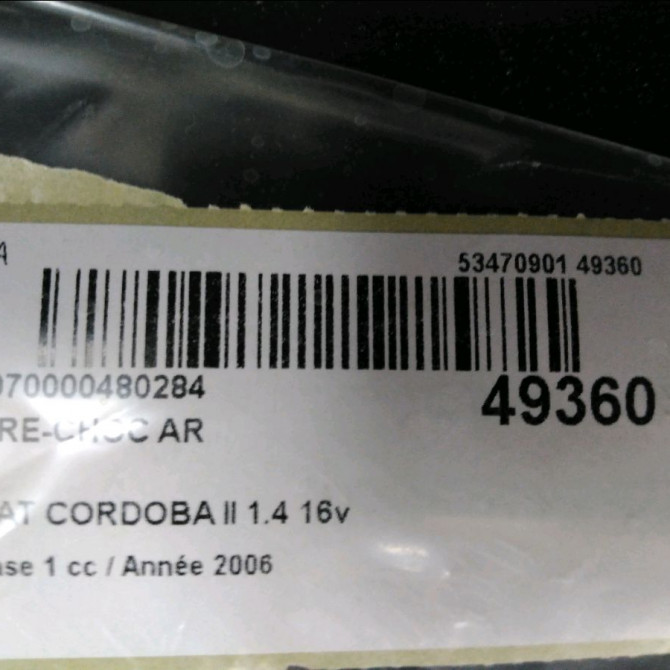 A
53470901 49360
070000480284
49360
RE-CHOC AR
AT CORDOBA II 1.4 16v
ase 1 cc / Année 2006